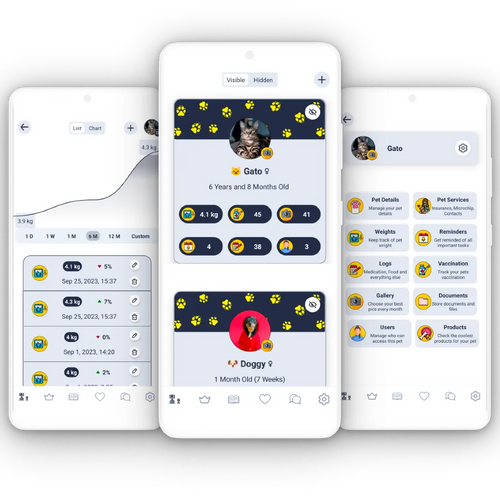 List Chart
4.3 kg
3.9 kg
1 D 1 W 1 M 6 M 12 M Custom
4.1 kg 5%
Sep 25, 2023, 15:37
4.3 kg 7%
Sep 25, 2023, 15:37
4 kg 0%
Sep 1, 2023, 14:20
4 kg 2%
Visible Hidden
Gato
6 Years and 8 Months Old
4.1 kg 45 41
4 38 3
Doggy
1 Month Old (7 Weeks)
Gato
Pet Details
Manage your pet
details
Pet Services
Insurance, Microchip,
Contacts
Weights
Keep track of pet
weight
Reminders
Get reminded of all
important tasks
Logs
Medication, Food and
everything else
Vaccination
Track your pets
vaccination
Gallery
Choose your best
pics every month
Documents
Store documents and
files
Users
Manage who can
access this pet
Products
Check the coolest
products for your pet